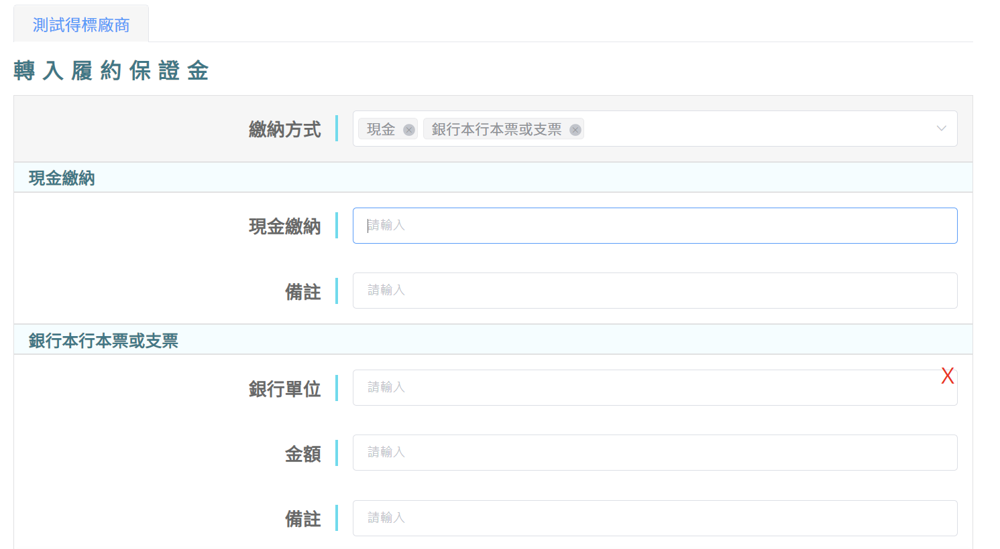 測試得標廠商
轉入履約保證金
繳納方式 現金 銀行本行本票或支票
現金繳納
現金繳納 請輸入
備註 請輸入
銀行本行本票或支票
X
銀行單位 請輸入
金額 請輸入
備註 請輸入